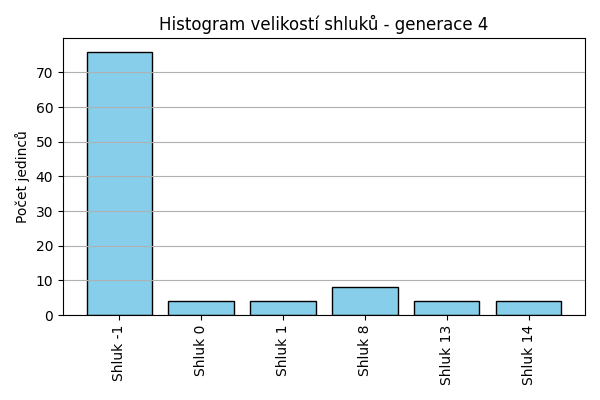 Histogram velikostí shluků - generace 4
Počet jedinců
70
60
50
40
30
20
10
0
Shluk -1
Shluk 0
Shluk 1
Shluk 8
Shluk 13
Shluk 14